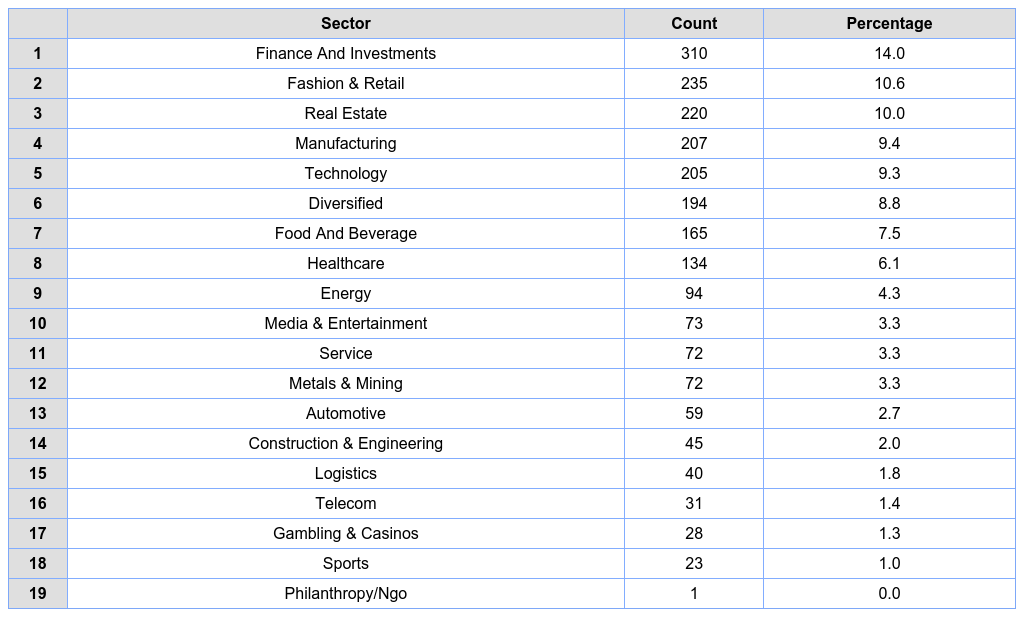 Sector Count Percentage
1 Finance And Investments 310 14.0
2 Fashion & Retail 235 10.6
3 Real Estate 220 10.0
4 Manufacturing 207 9.4
5 Technology 205 9.3
6 Diversified 194 8.8
7 Food And Beverage 165 7.5
8 Healthcare 134 6.1
9 Energy 94 4.3
10 Media & Entertainment 73 3.3
11 Service 72 3.3
12 Metals & Mining 72 3.3
13 Automotive 59 2.7
14 Construction & Engineering 45 2.0
15 Logistics 40 1.8
16 Telecom 31 1.4
17 Gambling & Casinos 28 1.3
18 Sports 23 1.0
19 Philanthropy/Ngo 1 0.0